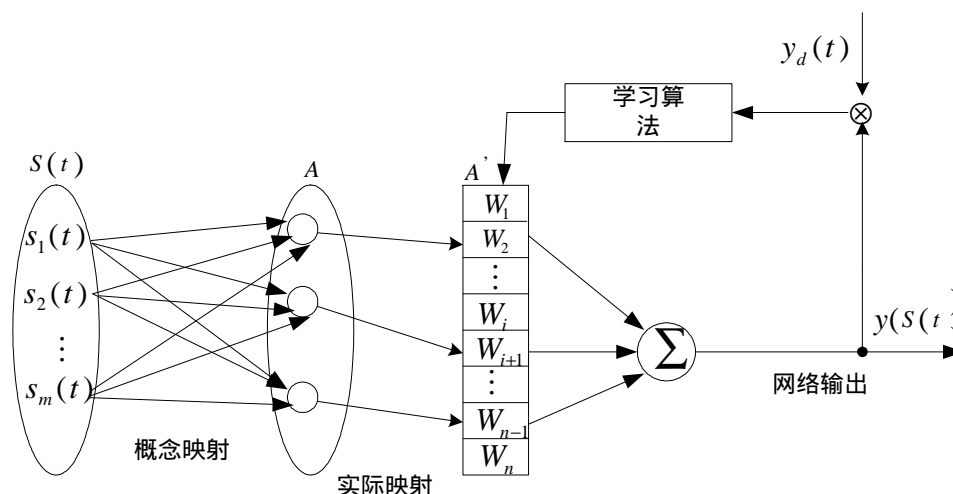 y_d(t)
学习算
法
S(t)
A
A'
s_1(t)
s_2(t)
⋮
s_m(t)
W_1
W_2
⋮
W_i
W_{i+1}
⋮
W_{n-1}
W_n
Σ
y(S(t)
网络输出
概念映射
实际映射